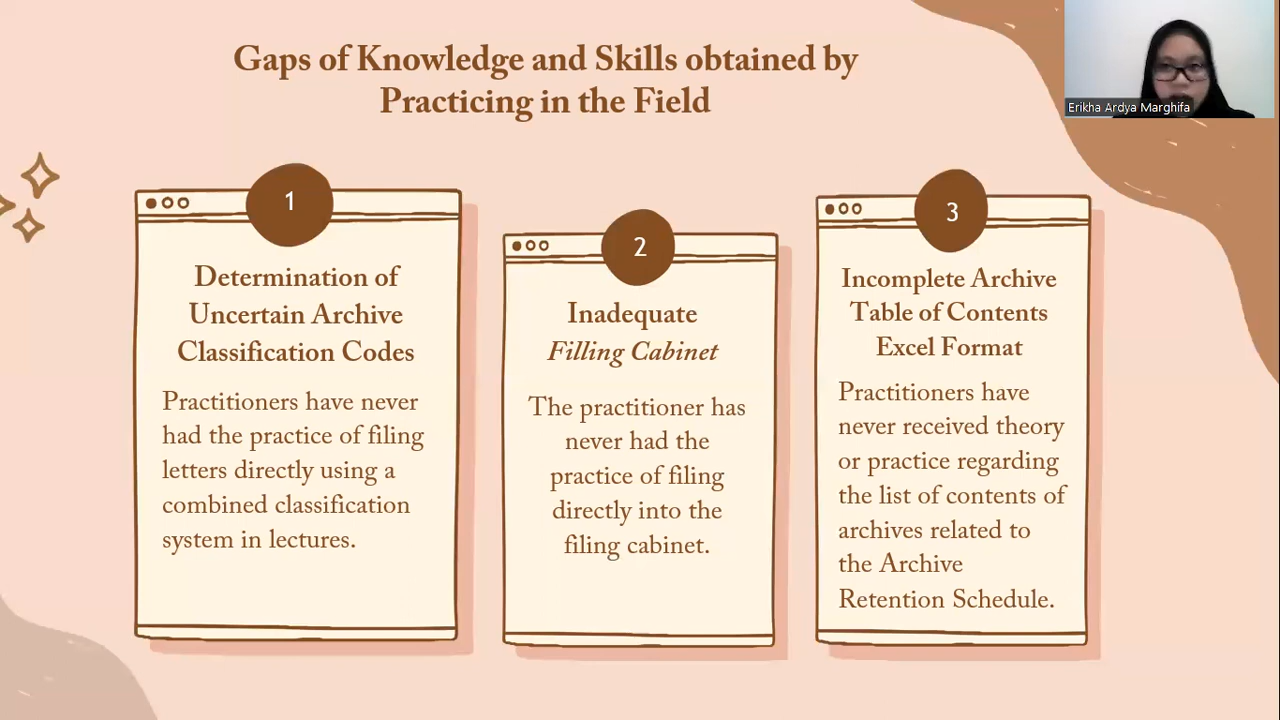 Gaps of Knowledge and Skills obtained by
Practicing in the Field
Erikha Ardya Marghifa
1
Determination of
Uncertain Archive
Classification Codes
Practitioners have never
had the practice of filing
letters directly using a
combined classification
system in lectures.
2
Inadequate
Filling Cabinet
The practitioner has
never had the
practice of filing
directly into the
filing cabinet.
3
Incomplete Archive
Table of Contents
Excel Format
Practitioners have
never received theory
or practice regarding
the list of contents of
archives related to
the Archive
Retention Schedule.